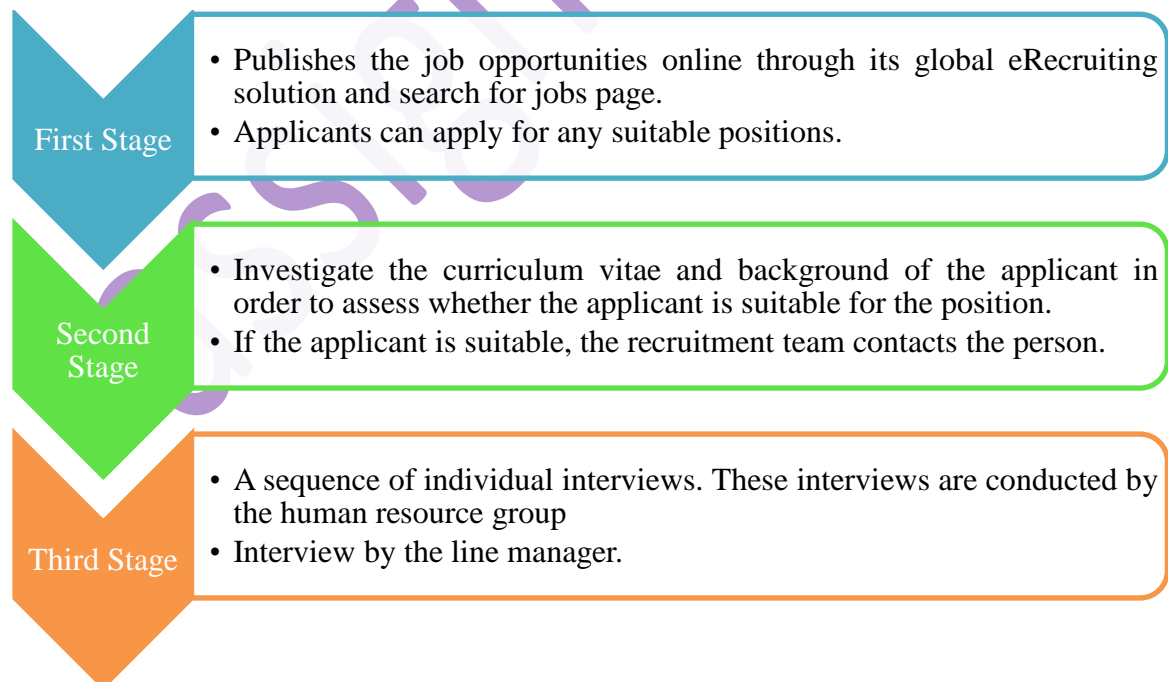 First Stage
• Publishes the job opportunities online through its global eRecruiting
solution and search for jobs page.
• Applicants can apply for any suitable positions.
Second
Stage
• Investigate the curriculum vitae and background of the applicant in
order to assess whether the applicant is suitable for the position.
• If the applicant is suitable, the recruitment team contacts the person.
Third Stage
• A sequence of individual interviews. These interviews are conducted by
the human resource group
• Interview by the line manager.